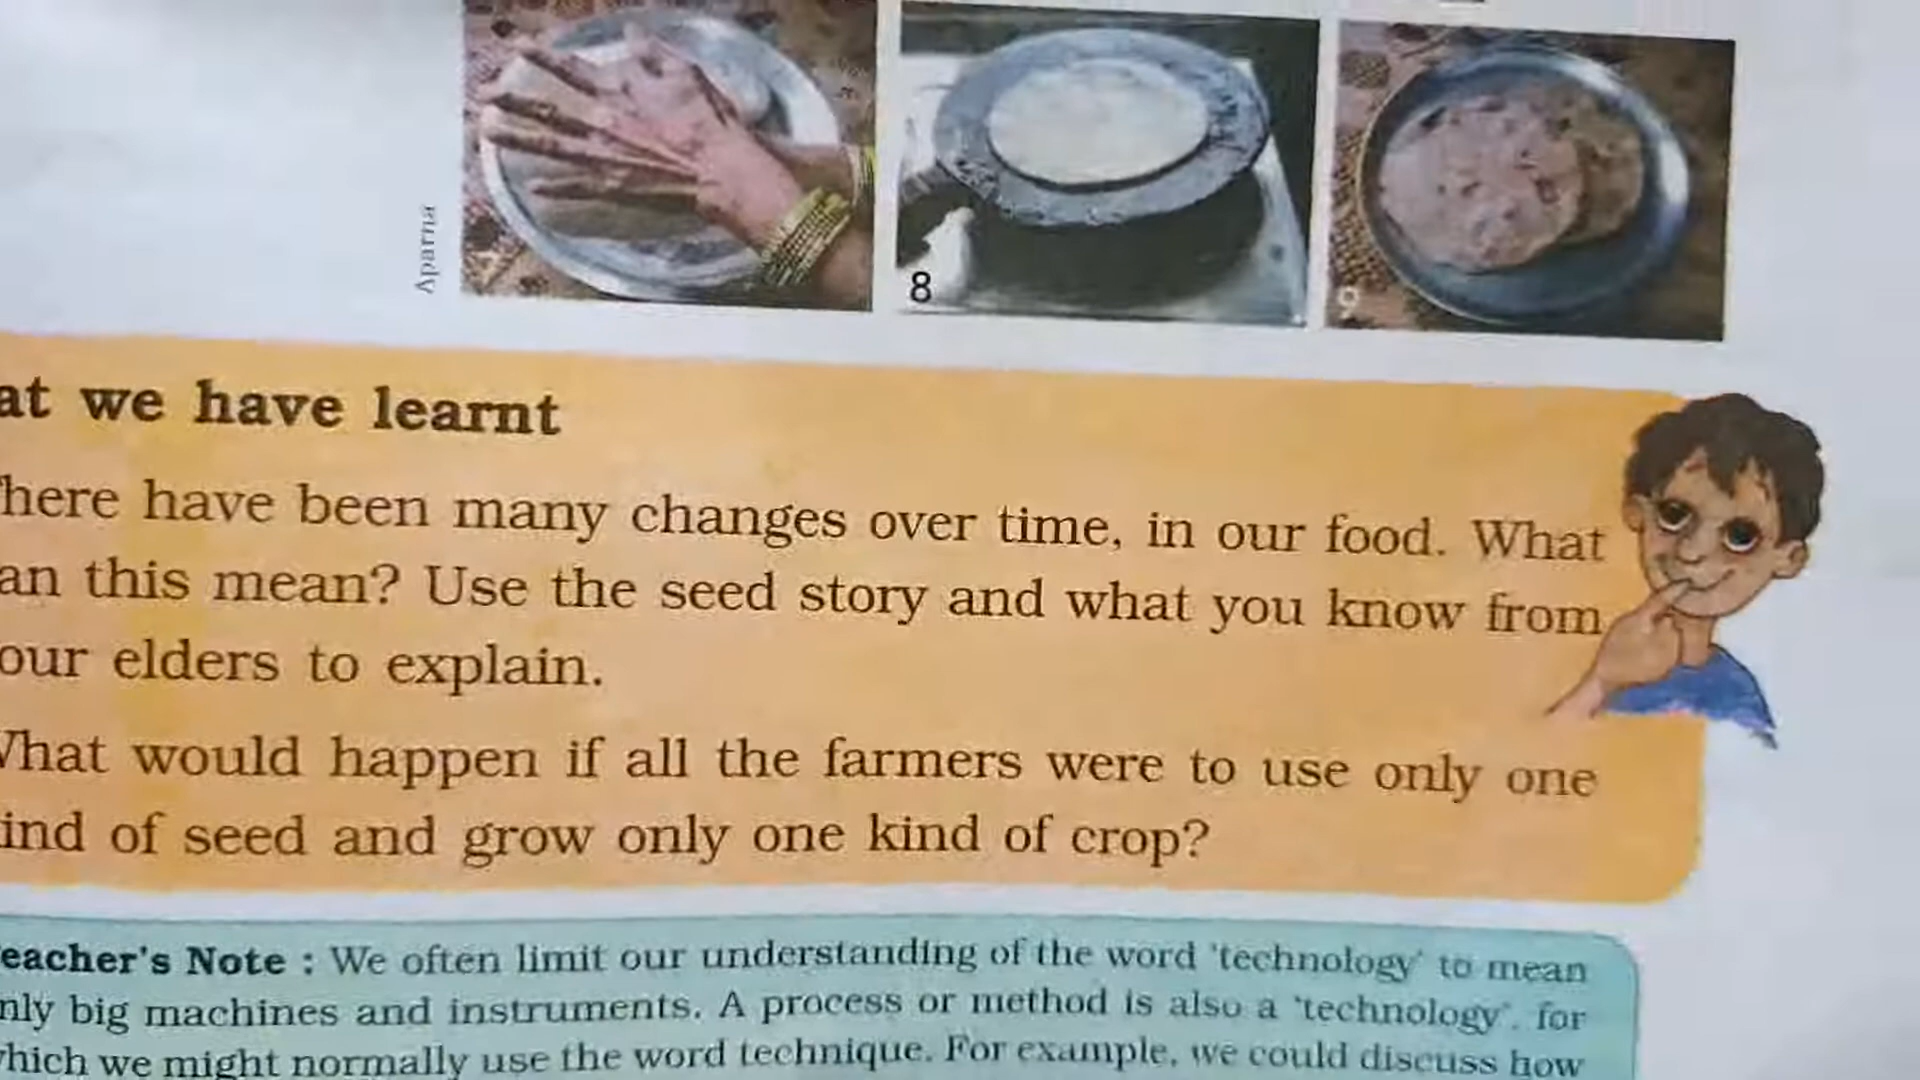 Aparna
8
9
at we have learnt
here have been many changes over time, in our food. What
an this mean? Use the seed story and what you know from
our elders to explain.
What would happen if all the farmers were to use only one
ind of seed and grow only one kind of crop?
eacher's Note : We often limit our understanding of the word 'technology' to mean
nly big machines and instruments. A process or method is also a 'technology', for
which we might normally use the word technique. For example, we could discuss how